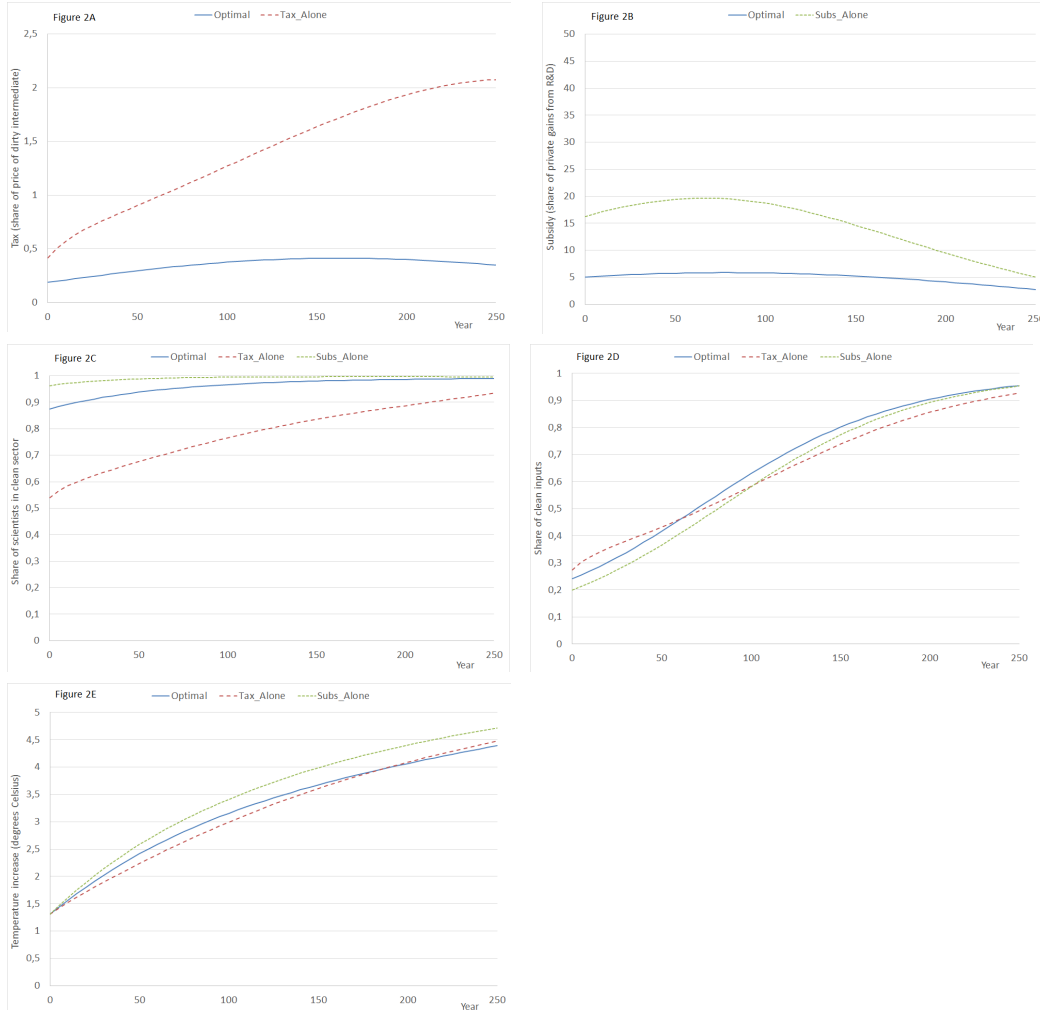 Figure 2A
Optimal Tax_Alone
Tax (share of price of dirty intermediate)
2,5
2
1,5
1
0,5
0
0 50 100 150 200 250
Year
Figure 2B
Optimal Subs_Alone
Subsidy (share of private gains from R&D)
50
45
40
35
30
25
20
15
10
5
0
0 50 100 150 200 250
Year
Figure 2C
Optimal Tax_Alone Subs_Alone
Share of scientists in clean sector
1
0,9
0,8
0,7
0,6
0,5
0,4
0,3
0,2
0,1
0
0 50 100 150 200 250
Year
Figure 2D
Optimal Tax_Alone Subs_Alone
Share of clean inputs
1
0,9
0,8
0,7
0,6
0,5
0,4
0,3
0,2
0,1
0
0 50 100 150 200 250
Year
Figure 2E
Optimal Tax_Alone Subs_Alone
Temperature increase (degrees Celsius)
5
4,5
4
3,5
3
2,5
2
1,5
1
0,5
0
0 50 100 150 200 250
Year